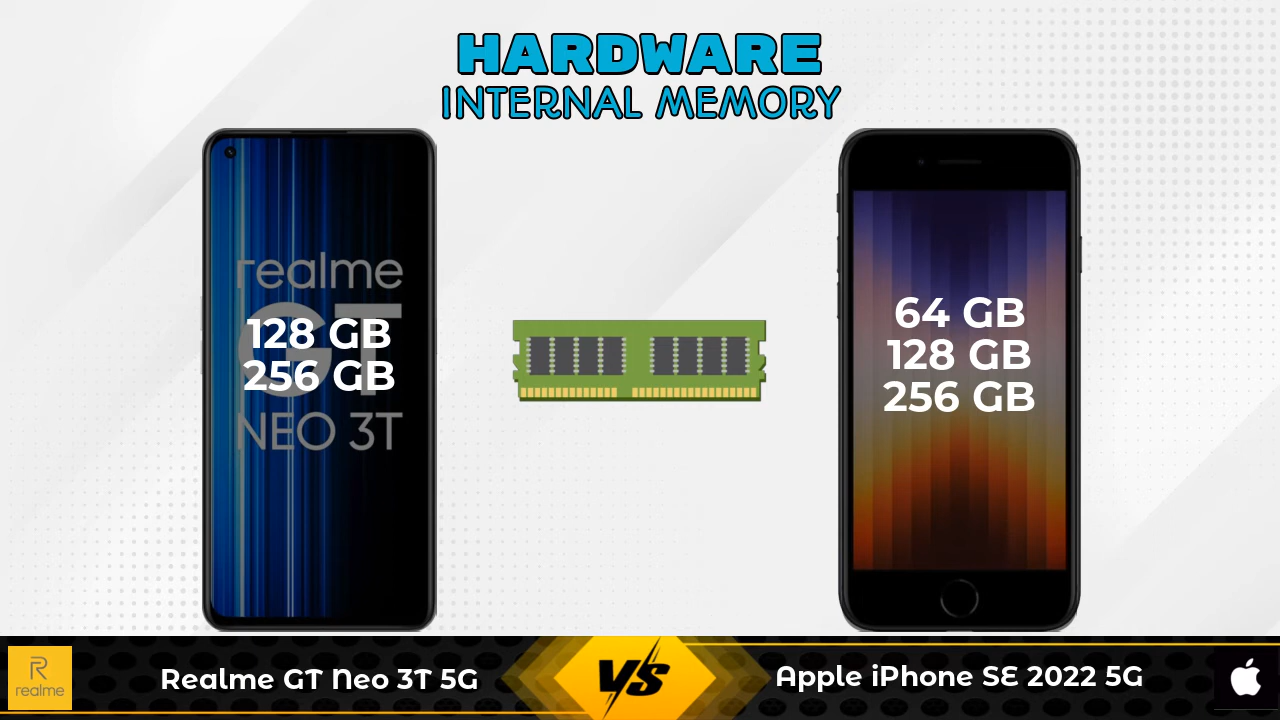 HARDWARE
INTERNAL MEMORY
realme
GT
NEO 3T
128 GB
256 GB
64 GB
128 GB
256 GB
R
realme
Realme GT Neo 3T 5G
VS
Apple iPhone SE 2022 5G